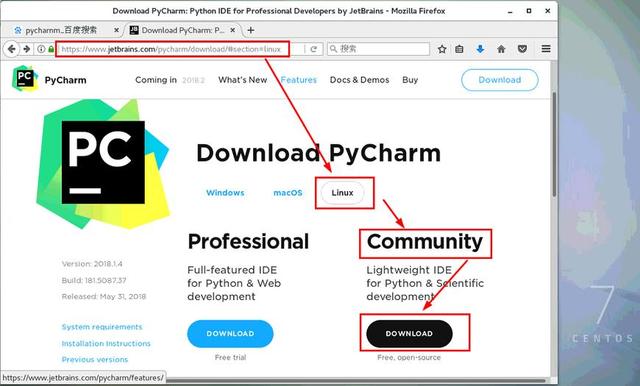 Download PyCharm: Python IDE for Professional Developers by JetBrains - Mozilla Firefox
pycharnm_百度搜索
Download PyCharm: P...
https://www.jetbrains.com/pycharm/download/#section=linux
搜索
PC
PyCharm
Coming in 2018.2
What's New
Features
Docs & Demos
Buy
Download
PC
Download PyCharm
Windows
macOS
Linux
Professional
Community
Full-featured IDE
for Python & Web
development
Lightweight IDE
for Python & Scientific
development
Version: 2018.1.4
Build: 181.5087.37
Released: May 31, 2018
DOWNLOAD
DOWNLOAD
Free trial
Free, open-source
System requirements
Installation Instructions
Previous versions
https://www.jetbrains.com/pycharm/features/
7
CENTOS